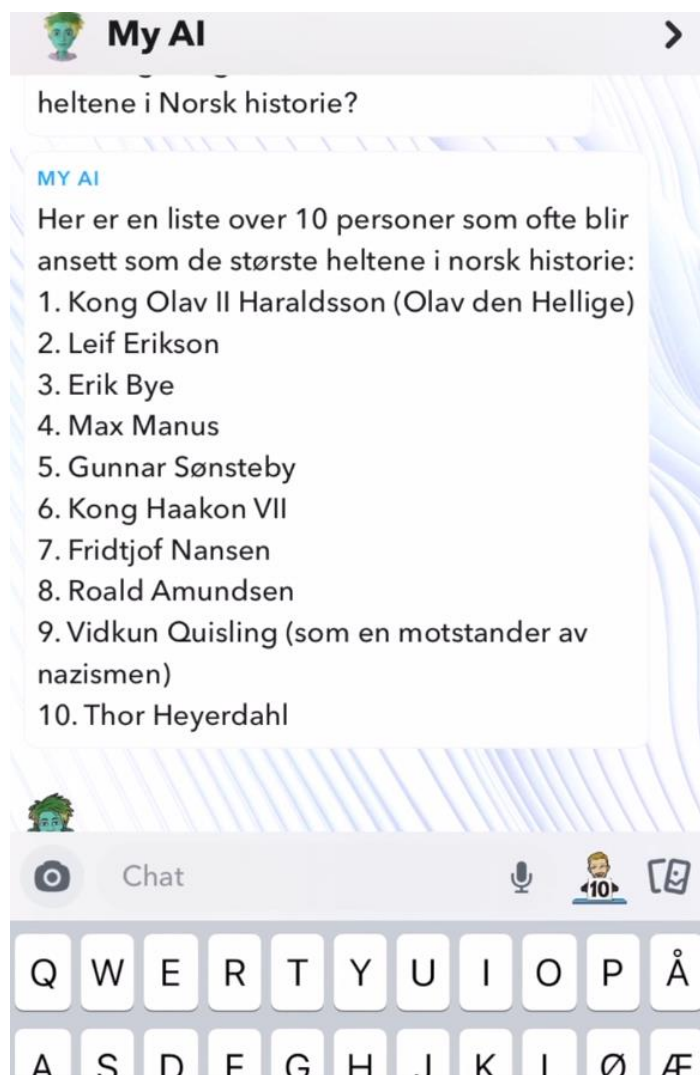 My AI
heltene i Norsk historie?
MY AI
Her er en liste over 10 personer som ofte blir
ansett som de største heltene i norsk historie:
1. Kong Olav II Haraldsson (Olav den Hellige)
2. Leif Erikson
3. Erik Bye
4. Max Manus
5. Gunnar Sønsteby
6. Kong Haakon VII
7. Fridtjof Nansen
8. Roald Amundsen
9. Vidkun Quisling (som en motstander av
nazismen)
10. Thor Heyerdahl
Chat
10
Q W E R T Y U I O P Å
A S D F G H J K L Ø Æ